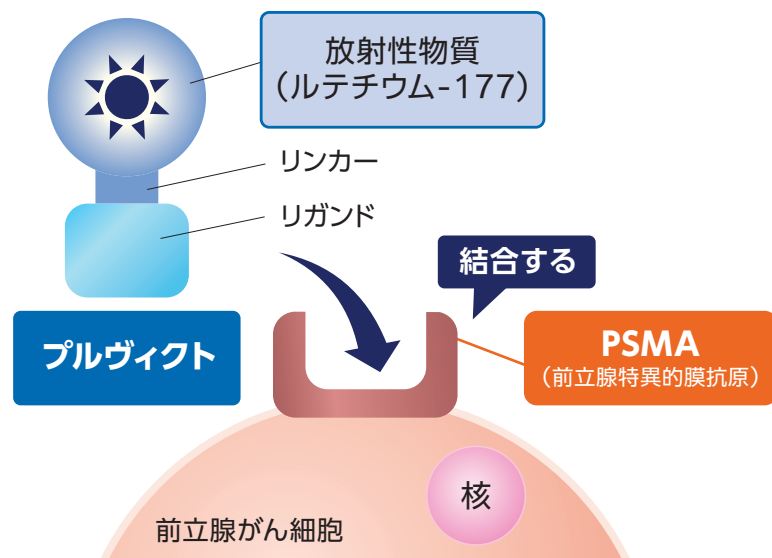 放射性物質
（ルテチウム-177）
リンカー
リガンド
結合する
プルヴィクト
PSMA
（前立腺特異的膜抗原）
核
前立腺がん細胞